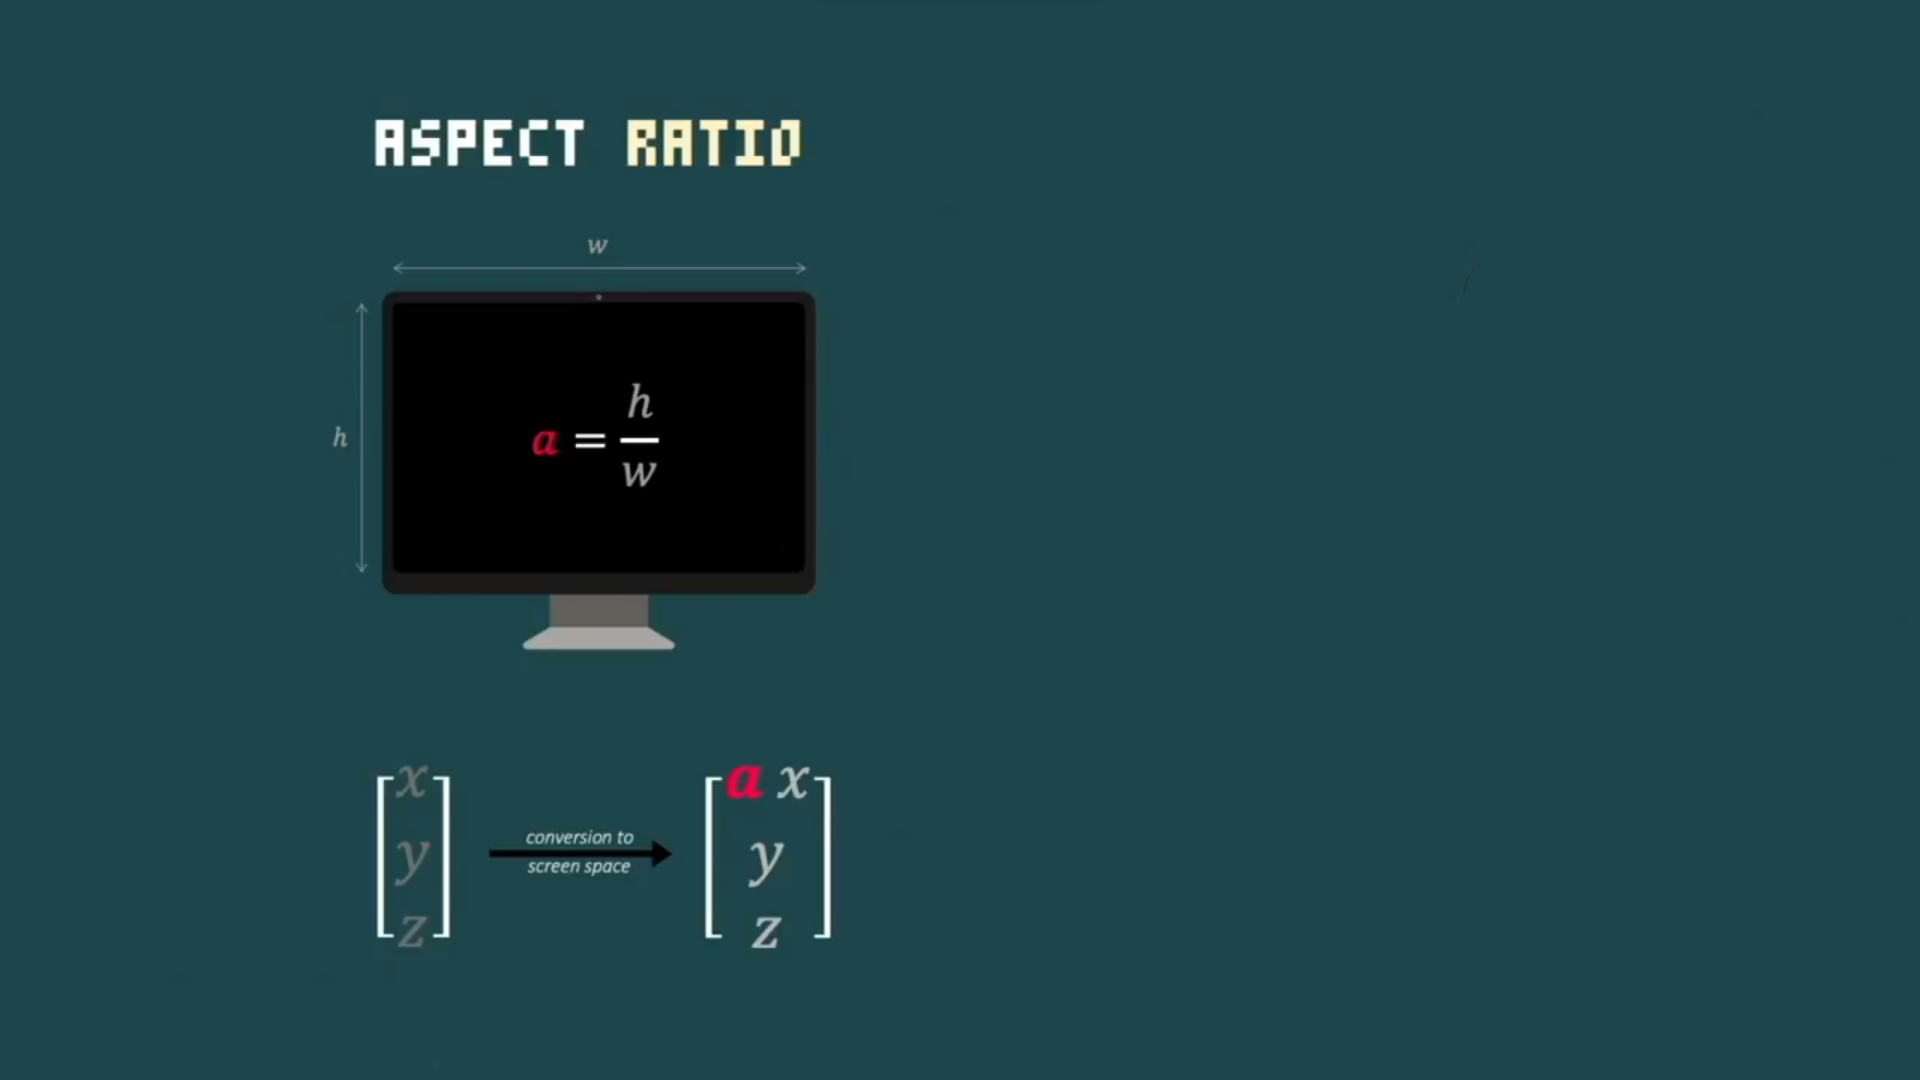 ASPECT RATIO
w
h
a = h/w
[x y z]
conversion to
screen space
[a x y z]